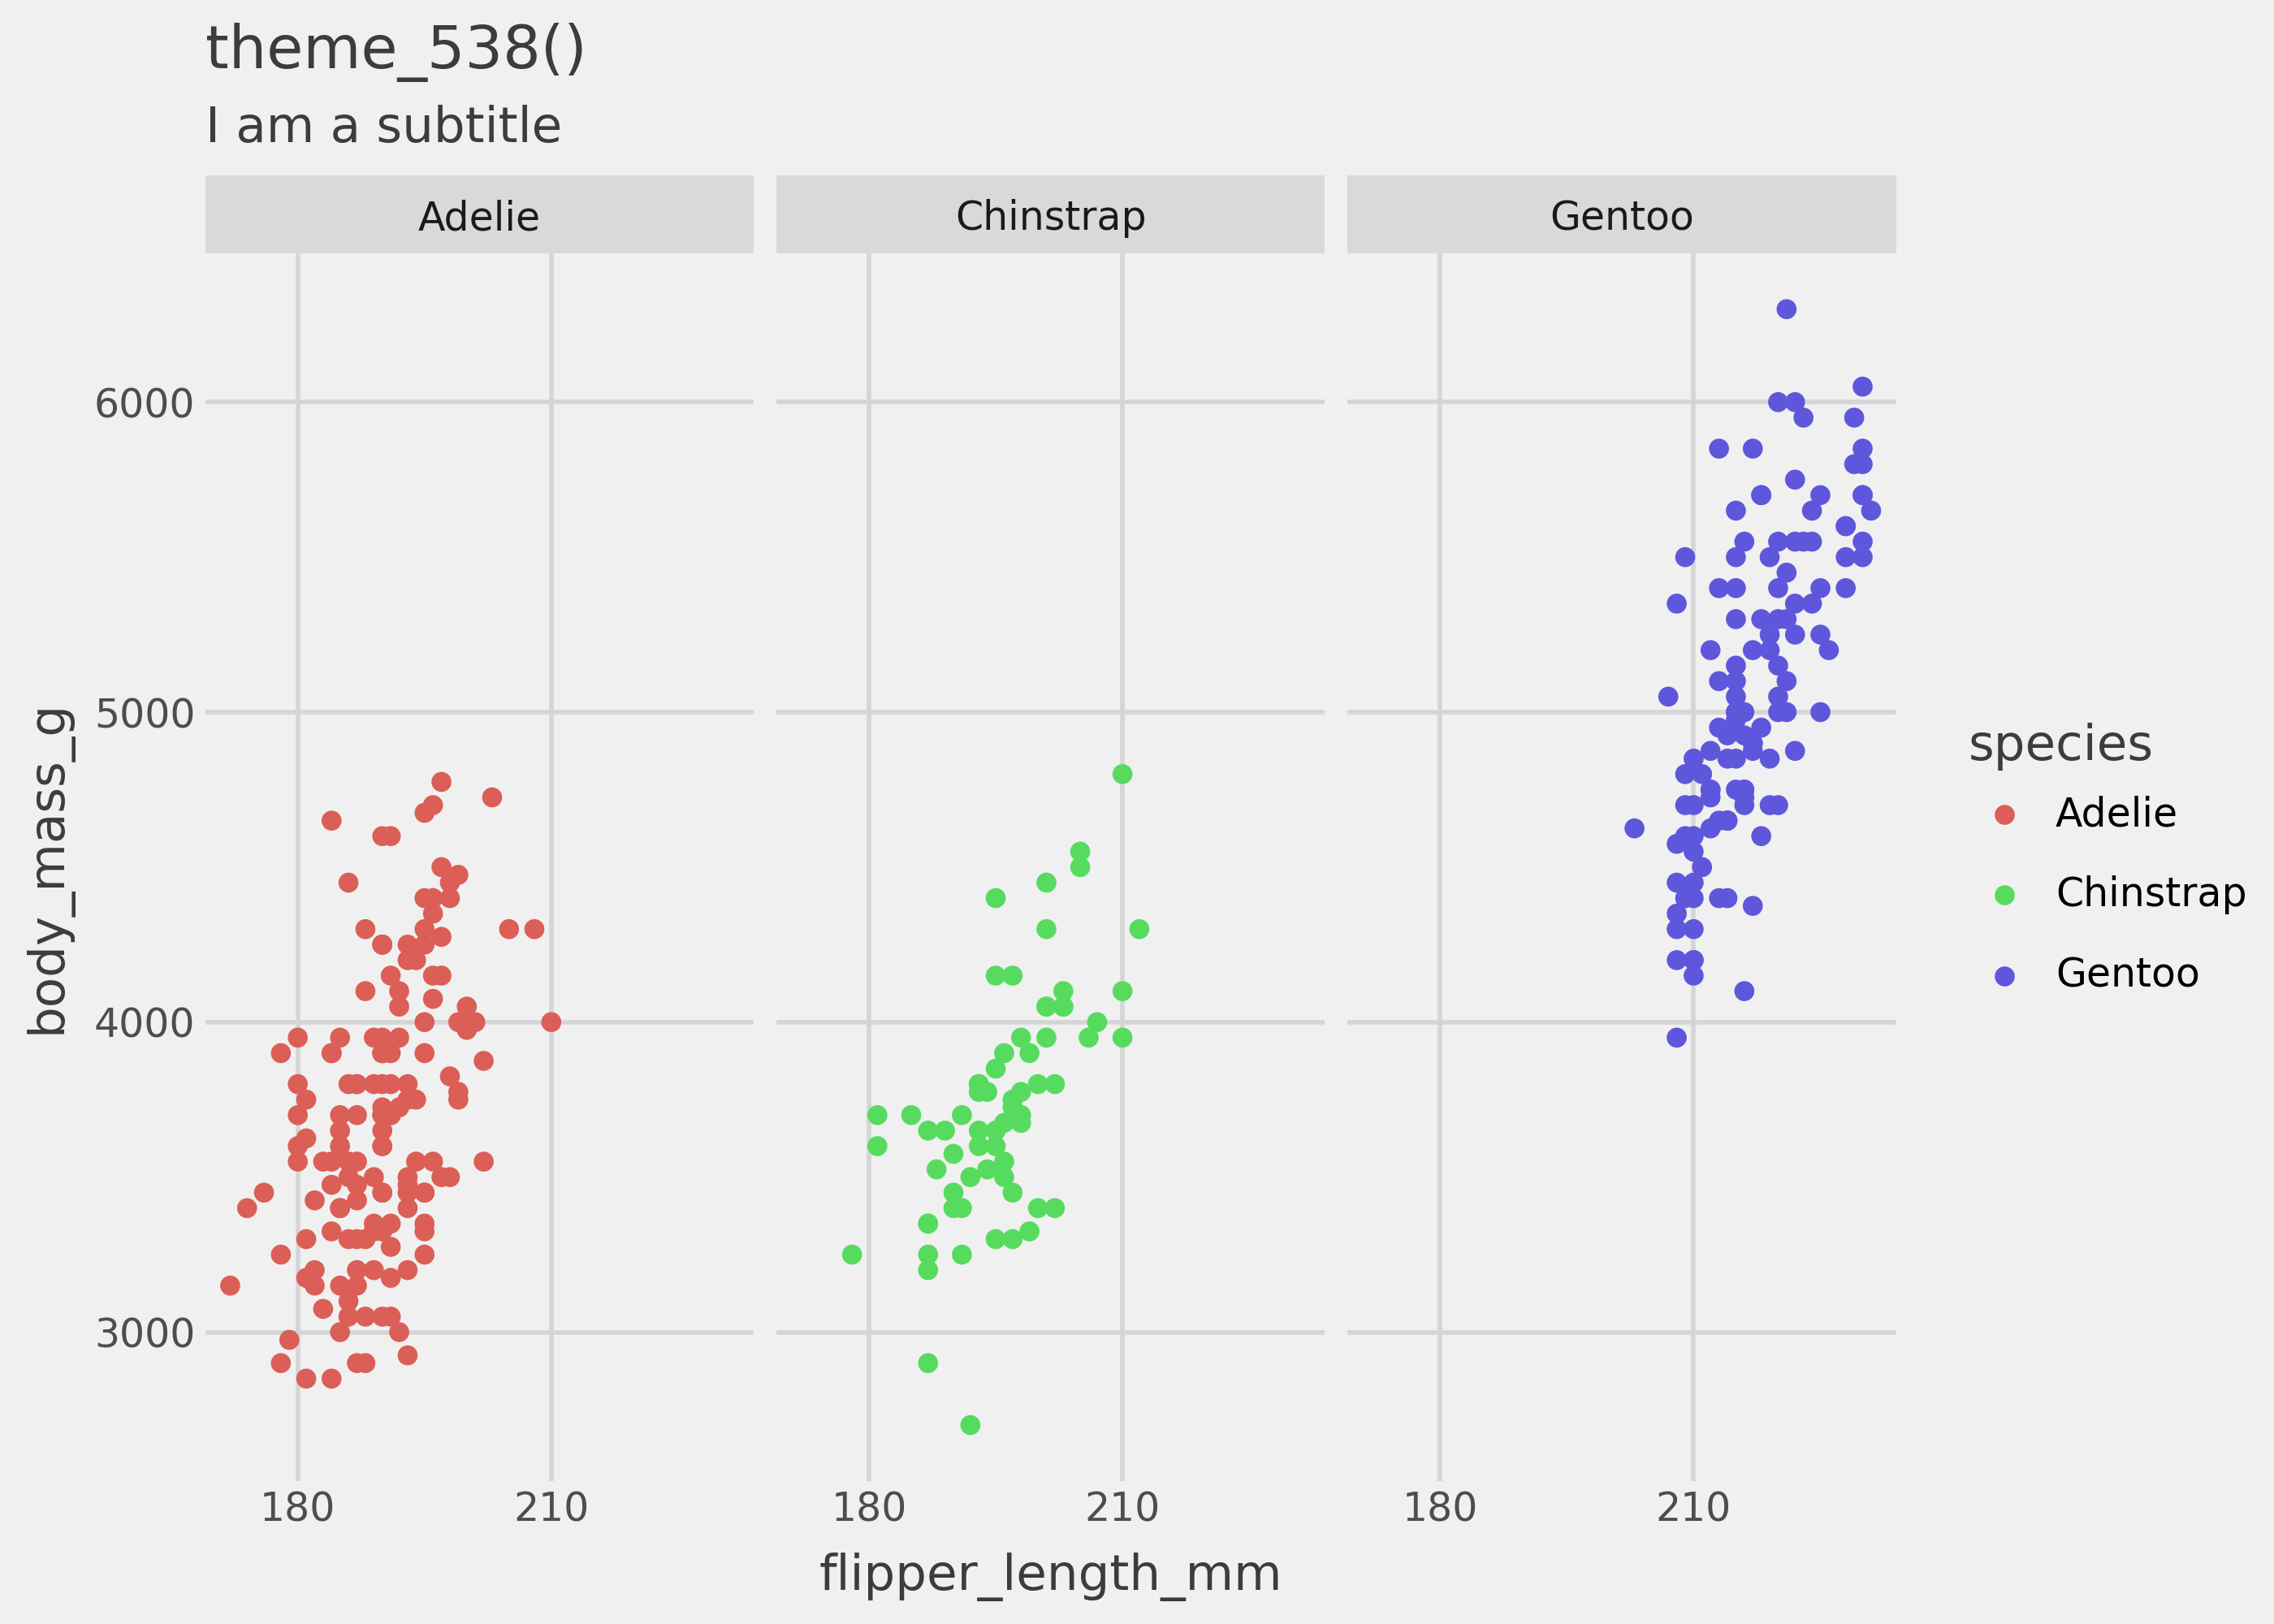 theme_538()
I am a subtitle
Adelie
Chinstrap
Gentoo
body_mass_g
6000
5000
4000
3000
180
210
180
210
180
210
flipper_length_mm
species
Adelie
Chinstrap
Gentoo